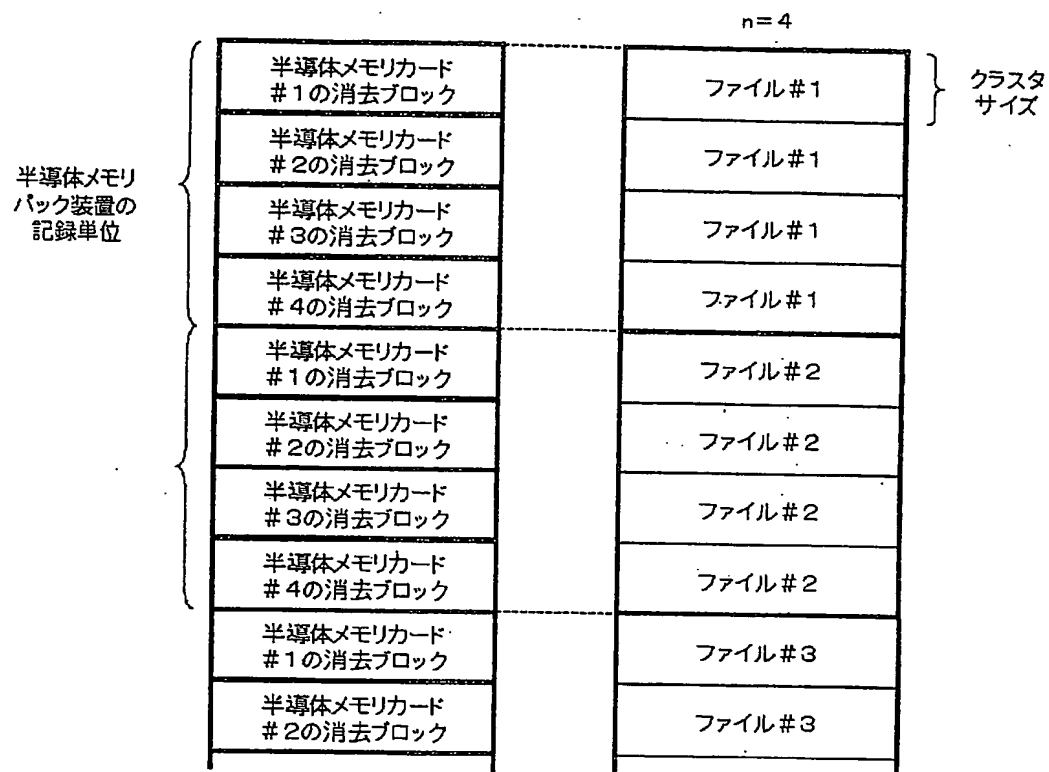 n=4
半導体メモリカード
#1の消去ブロック
半導体メモリカード
#2の消去ブロック
半導体メモリカード
#3の消去ブロック
半導体メモリカード
#4の消去ブロック
半導体メモリカード
#1の消去ブロック
半導体メモリカード
#2の消去ブロック
半導体メモリカード
#3の消去ブロック
半導体メモリカード
#4の消去ブロック
半導体メモリカード
#1の消去ブロック
半導体メモリカード
#2の消去ブロック
半導体メモリ
パック装置の
記録単位
ファイル#1
ファイル#1
ファイル#1
ファイル#1
ファイル#2
ファイル#2
ファイル#2
ファイル#2
ファイル#3
ファイル#3
クラスタ
サイズ